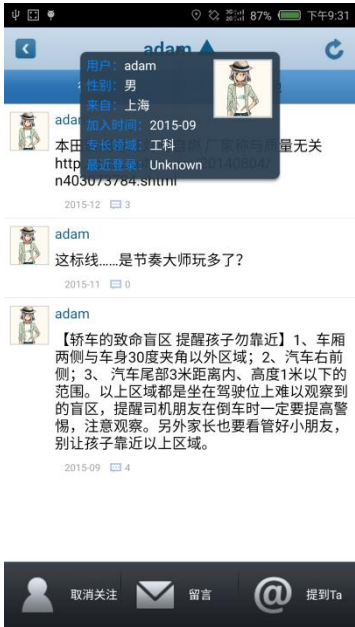 87% 下午9:31
adam
用户：adam
性别：男
来自：上海
加入时间：2015-09
专长领域：工科
最近登录：Unknown
adam
本田
厂家称与质量无关
http
n403073784.shtml
2015-12 3
adam
这标线……是节奏大师玩多了？
2015-11 0
adam
【轿车的致命盲区 提醒孩子勿靠近】1、车厢
两侧与车身30度夹角以外区域；2、汽车右前
侧；3、 汽车尾部3米距离内、高度1米以下的
范围。以上区域都是坐在驾驶位上难以观察到
的盲区，提醒司机朋友在倒车时一定要提高警
惕，注意观察。另外家长也要看管好小朋友，
别让孩子靠近以上区域。
2015-09 4
取消关注 留言 提到Ta